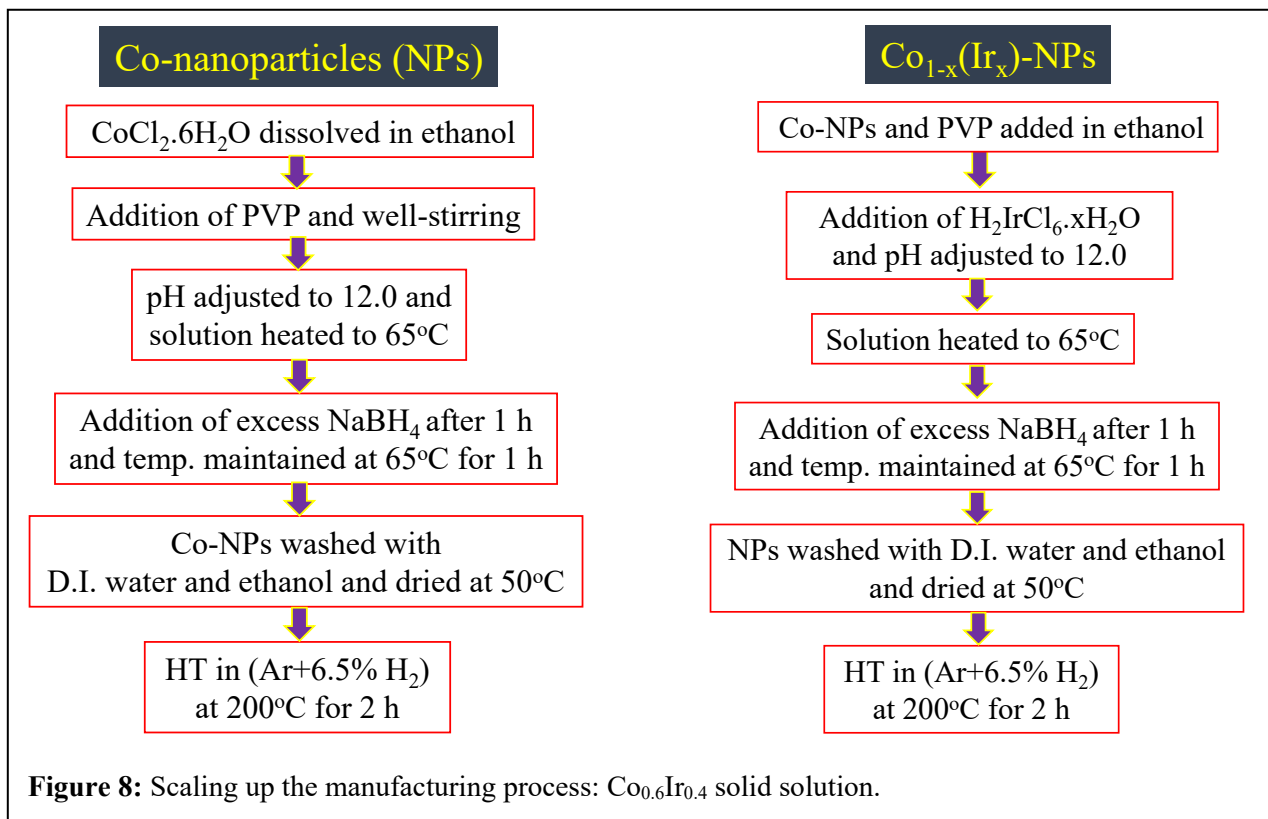 Co-nanoparticles (NPs)
CoCl₂.6H₂O dissolved in ethanol
Addition of PVP and well-stirring
pH adjusted to 12.0 and
solution heated to 65ᵒC
Addition of excess NaBH₄ after 1 h
and temp. maintained at 65ᵒC for 1 h
Co-NPs washed with
D.I. water and ethanol and dried at 50ᵒC
HT in (Ar+6.5% H₂)
at 200ᵒC for 2 h
Co₁₋ₓ(Irₓ)-NPs
Co-NPs and PVP added in ethanol
Addition of H₂IrCl₆.xH₂O
and pH adjusted to 12.0
Solution heated to 65ᵒC
Addition of excess NaBH₄ after 1 h
and temp. maintained at 65ᵒC for 1 h
NPs washed with D.I. water and ethanol
and dried at 50ᵒC
HT in (Ar+6.5% H₂)
at 200ᵒC for 2 h
Figure 8: Scaling up the manufacturing process: Co₀.₆Ir₀.₄ solid solution.